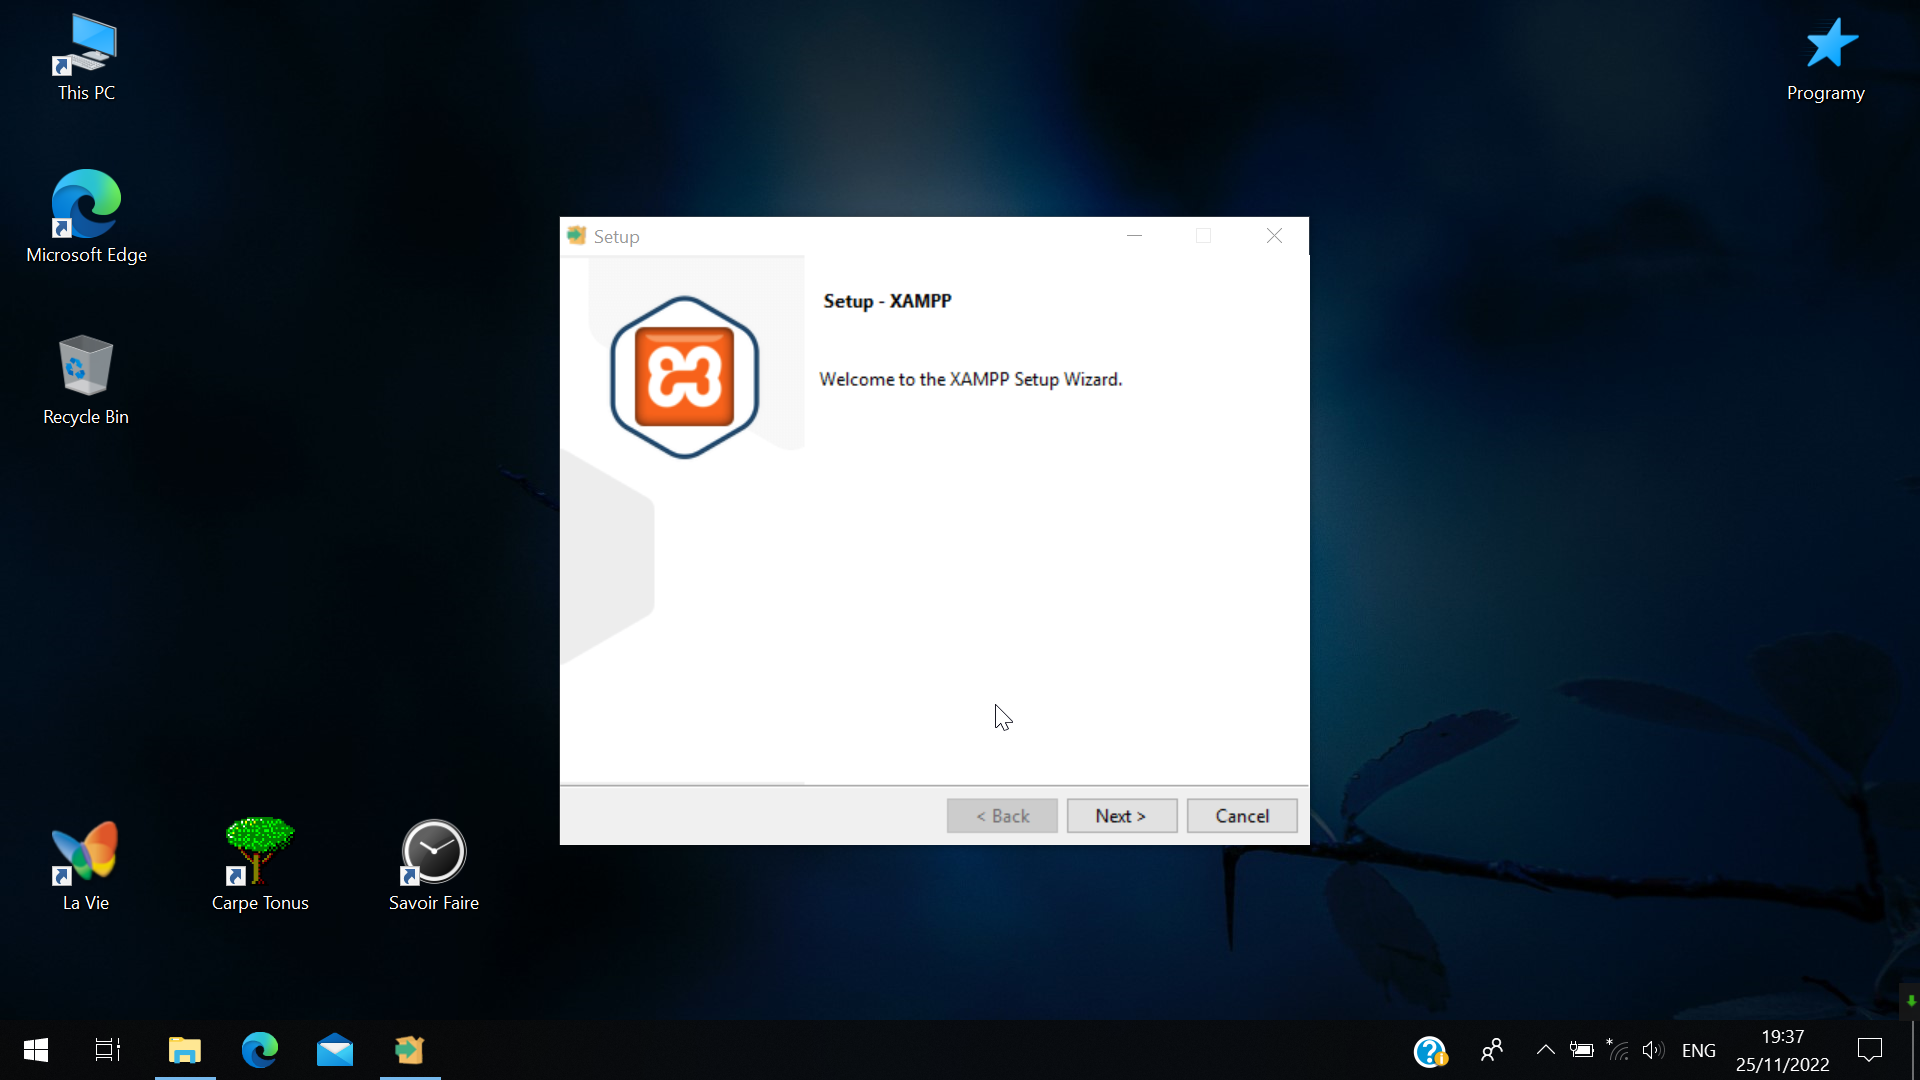 This PC
Programy
Microsoft Edge
Recycle Bin
Setup
Setup - XAMPP
Welcome to the XAMPP Setup Wizard.
< Back
Next >
Cancel
La Vie
Carpe Tonus
Savoir Faire
ENG
19:37
25/11/2022